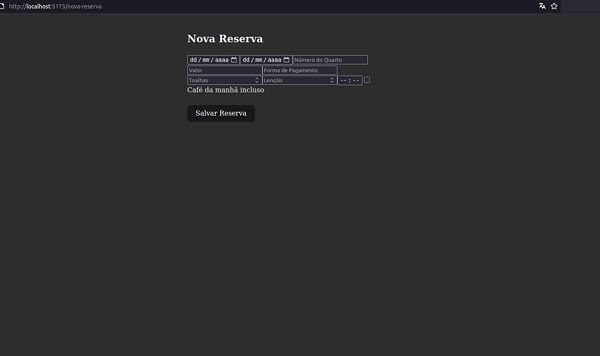 http://localhost:5173/nova-reserva
Nova Reserva
dd/mm/aaaa dd/mm/aaaa Número do Quarto
Valor Forma de Pagamento
Toalhas Lençóis --:--
Café da manhã incluso
Salvar Reserva